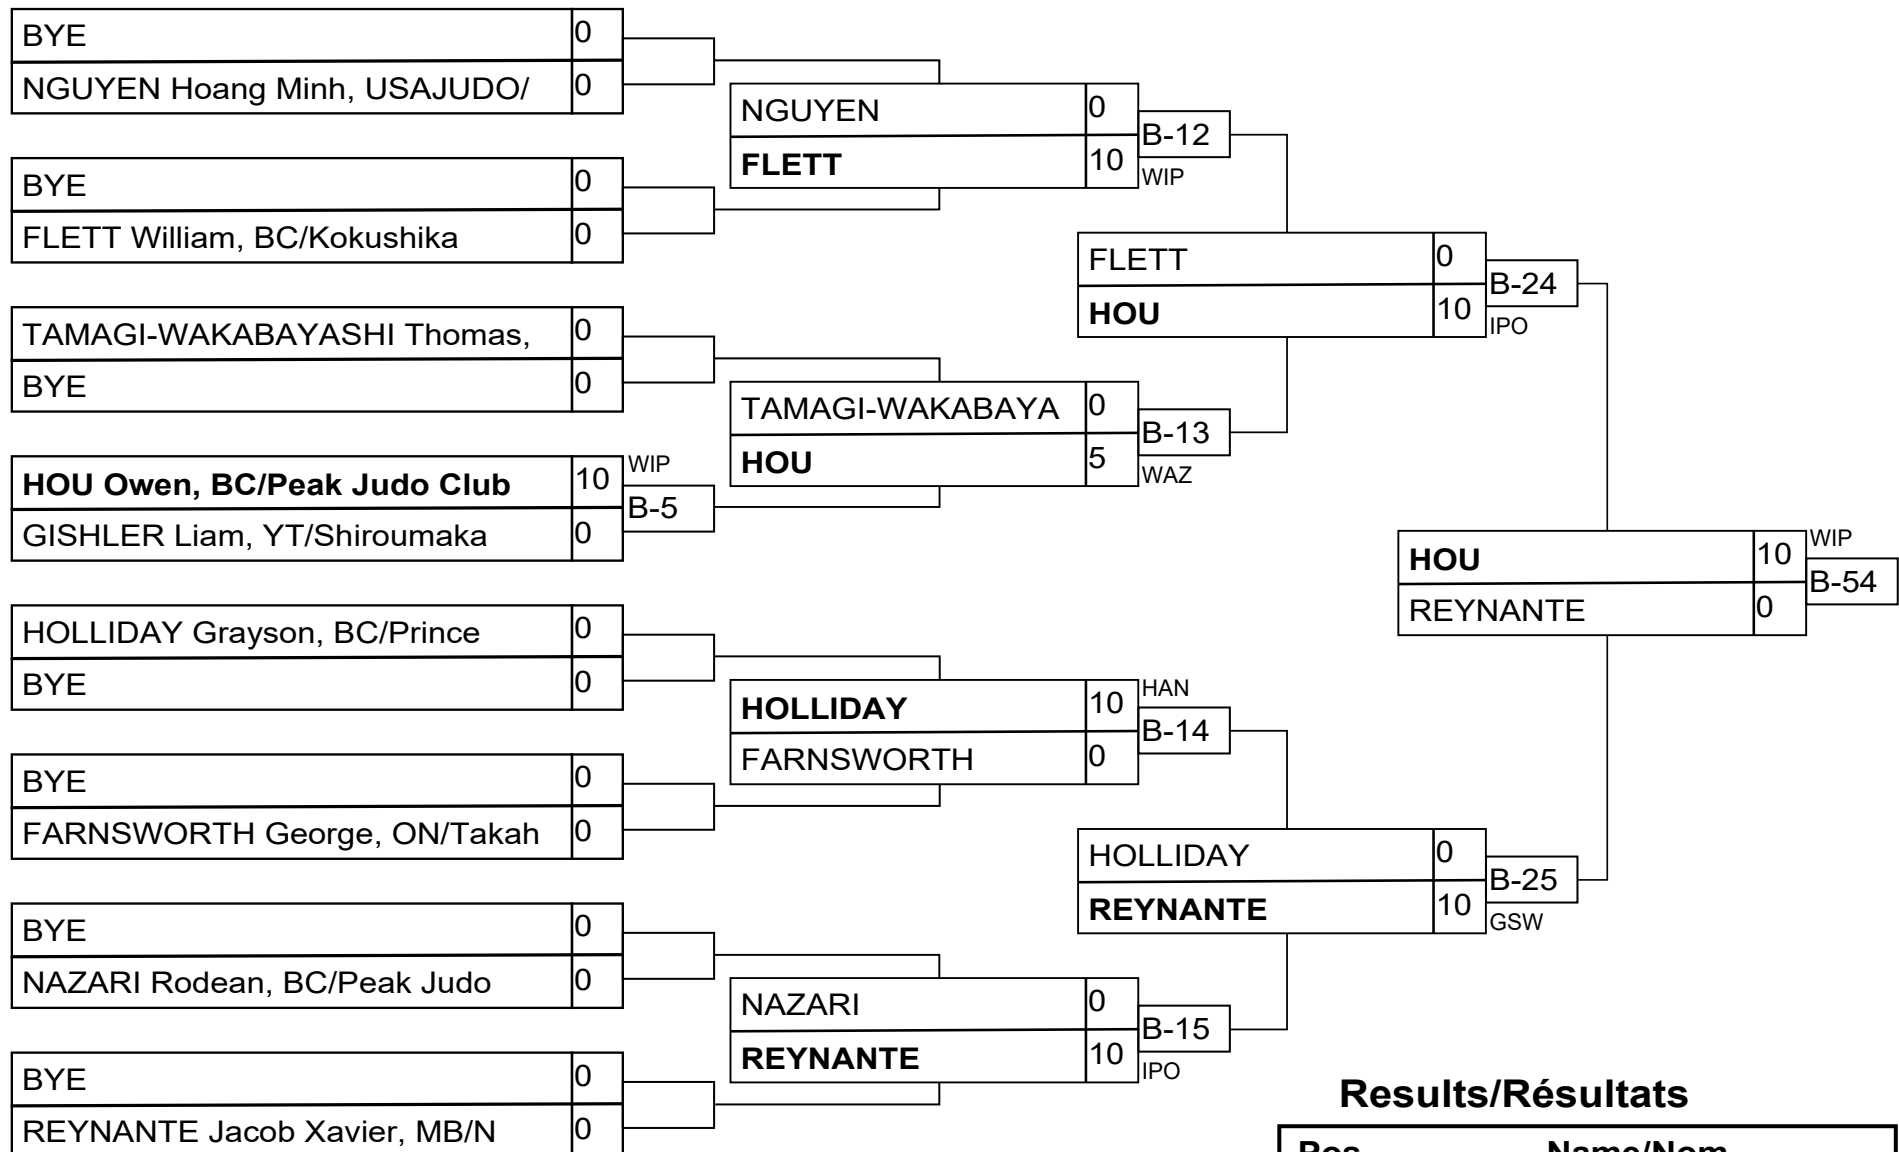 BYE 0
NGUYEN Hoang Minh, USAJUDO/ 0
BYE 0
FLETT William, BC/Kokushika 0
TAMAGI-WAKABAYASHI Thomas, 0
BYE 0
HOU Owen, BC/Peak Judo Club 10 WIP
B-5
GISHLER Liam, YT/Shiroumaka 0
HOLLIDAY Grayson, BC/Prince 0
BYE 0
BYE 0
FARNSWORTH George, ON/Takah 0
BYE 0
NAZARI Rodean, BC/Peak Judo 0
BYE 0
REYNANTE Jacob Xavier, MB/N 0
NGUYEN 0
B-12
FLETT 10 WIP
TAMAGI-WAKABAYA 0
B-13
HOU 5 WAZ
HOLLIDAY 10 HAN
B-14
FARNSWORTH 0
NAZARI 0
B-15
REYNANTE 10 IPO
FLETT 0
B-24
HOU 10 IPO
HOLLIDAY 0
B-25
REYNANTE 10 GSW
HOU 10 WIP
B-54
REYNANTE 0
Results/Résultats
Pos Name/Nom